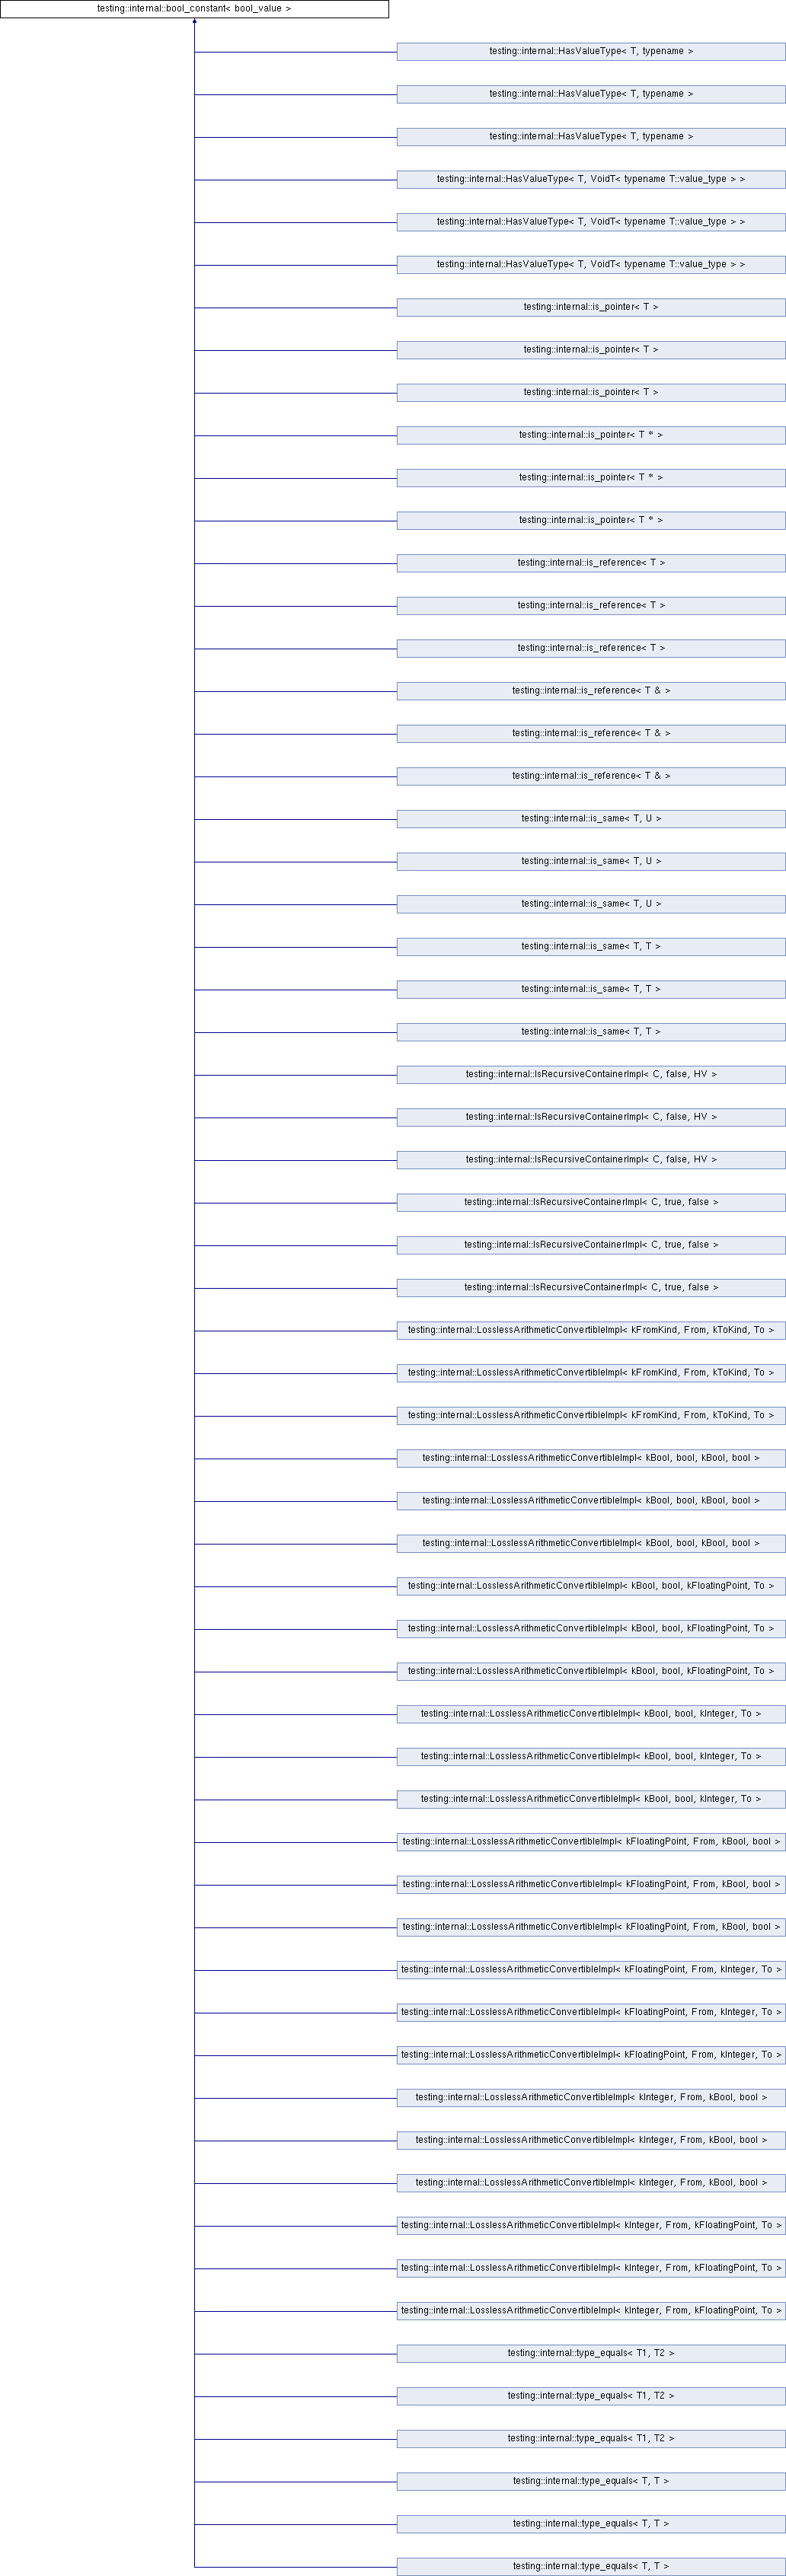 testing::internal::bool_constant< bool_value >
testing::internal::HasValueType< T, typename >
testing::internal::HasValueType< T, typename >
testing::internal::HasValueType< T, typename >
testing::internal::HasValueType< T, VoidT< typename T::value_type > >
testing::internal::HasValueType< T, VoidT< typename T::value_type > >
testing::internal::HasValueType< T, VoidT< typename T::value_type > >
testing::internal::is_pointer< T >
testing::internal::is_pointer< T >
testing::internal::is_pointer< T >
testing::internal::is_pointer< T * >
testing::internal::is_pointer< T * >
testing::internal::is_pointer< T * >
testing::internal::is_reference< T >
testing::internal::is_reference< T >
testing::internal::is_reference< T >
testing::internal::is_reference< T & >
testing::internal::is_reference< T & >
testing::internal::is_reference< T & >
testing::internal::is_same< T, U >
testing::internal::is_same< T, U >
testing::internal::is_same< T, U >
testing::internal::is_same< T, T >
testing::internal::is_same< T, T >
testing::internal::is_same< T, T >
testing::internal::IsRecursiveContainerImpl< C, false, HV >
testing::internal::IsRecursiveContainerImpl< C, false, HV >
testing::internal::IsRecursiveContainerImpl< C, false, HV >
testing::internal::IsRecursiveContainerImpl< C, true, false >
testing::internal::IsRecursiveContainerImpl< C, true, false >
testing::internal::IsRecursiveContainerImpl< C, true, false >
testing::internal::LosslessArithmeticConvertibleImpl< kFromKind, From, kToKind, To >
testing::internal::LosslessArithmeticConvertibleImpl< kFromKind, From, kToKind, To >
testing::internal::LosslessArithmeticConvertibleImpl< kFromKind, From, kToKind, To >
testing::internal::LosslessArithmeticConvertibleImpl< kBool, bool, kBool, bool >
testing::internal::LosslessArithmeticConvertibleImpl< kBool, bool, kBool, bool >
testing::internal::LosslessArithmeticConvertibleImpl< kBool, bool, kBool, bool >
testing::internal::LosslessArithmeticConvertibleImpl< kBool, bool, kFloatingPoint, To >
testing::internal::LosslessArithmeticConvertibleImpl< kBool, bool, kFloatingPoint, To >
testing::internal::LosslessArithmeticConvertibleImpl< kBool, bool, kFloatingPoint, To >
testing::internal::LosslessArithmeticConvertibleImpl< kBool, bool, kInteger, To >
testing::internal::LosslessArithmeticConvertibleImpl< kBool, bool, kInteger, To >
testing::internal::LosslessArithmeticConvertibleImpl< kBool, bool, kInteger, To >
testing::internal::LosslessArithmeticConvertibleImpl< kFloatingPoint, From, kBool, bool >
testing::internal::LosslessArithmeticConvertibleImpl< kFloatingPoint, From, kBool, bool >
testing::internal::LosslessArithmeticConvertibleImpl< kFloatingPoint, From, kBool, bool >
testing::internal::LosslessArithmeticConvertibleImpl< kFloatingPoint, From, kInteger, To >
testing::internal::LosslessArithmeticConvertibleImpl< kFloatingPoint, From, kInteger, To >
testing::internal::LosslessArithmeticConvertibleImpl< kFloatingPoint, From, kInteger, To >
testing::internal::LosslessArithmeticConvertibleImpl< kInteger, From, kBool, bool >
testing::internal::LosslessArithmeticConvertibleImpl< kInteger, From, kBool, bool >
testing::internal::LosslessArithmeticConvertibleImpl< kInteger, From, kBool, bool >
testing::internal::LosslessArithmeticConvertibleImpl< kInteger, From, kFloatingPoint, To >
testing::internal::LosslessArithmeticConvertibleImpl< kInteger, From, kFloatingPoint, To >
testing::internal::LosslessArithmeticConvertibleImpl< kInteger, From, kFloatingPoint, To >
testing::internal::type_equals< T1, T2 >
testing::internal::type_equals< T1, T2 >
testing::internal::type_equals< T1, T2 >
testing::internal::type_equals< T, T >
testing::internal::type_equals< T, T >
testing::internal::type_equals< T, T >